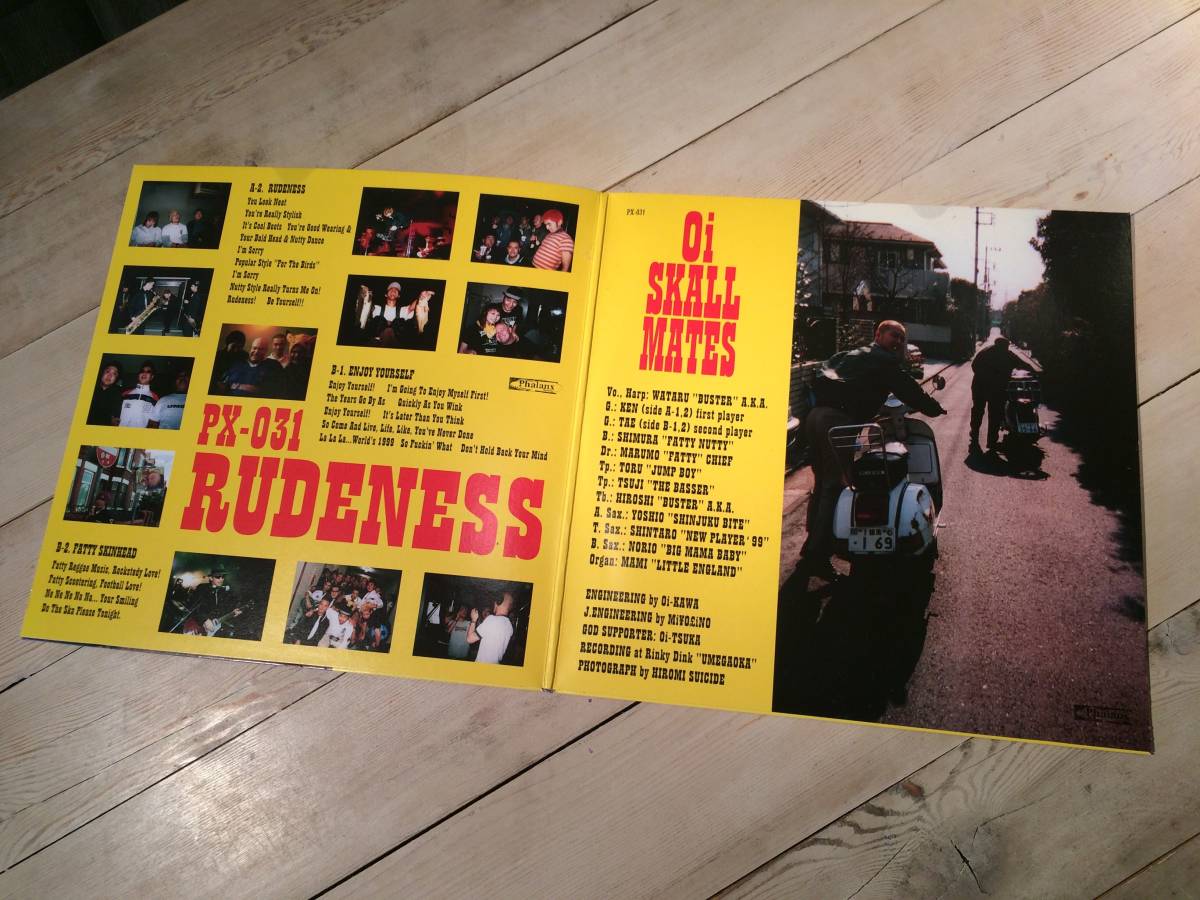 A-2. RUDENESS
You Look Neet
You're Really Stylish
It's Cool Boots You're Good Wearing &
Your Bald Head & Nutty Dance
I'm Sorry
Popular Style "For The Birds"
I'm Sorry
Nutty Style Really Turns Me On!
Rudeness! Be Yourself!!
B-1. ENJOY YOURSELF
Enjoy Yourself! I'm Going To Enjoy Myself First!
The Years Go By As Quickly As You Wink
Enjoy Yourself! It's Later Than You Think
So Come And Live, Life, Like, You've Never Done
La La La...World's 1999 So Fuckin' What Don't Hold Back Your Mind
Phalanx
PX-031
RUDENESS
B-2. FATTY SKINHEAD
Fatty Reggae Music, Rocksteady Love!
Fatty Scootering, Football Love!
No No No No No... Your Smiling
Do The Ska Please Tonight.
PX-031
Oi
SKALL
MATES
Vo., Harp: WATARU "BUSTER" A.K.A.
G.: KEN (side A-1,2) first player
G.: TAE (side B-1,2) second player
B.: SHIMURA "FATTY NUTTY"
Dr.: MARUMO "FATTY" CHIEF
Tp.: TORU "JUMP BOY"
Tp.: TSUJI "THE BASSER"
Tb.: HIROSHI "BUSTER" A.K.A.
A. Sax.: YOSHIO "SHINJUKU BITE"
T. Sax.: SHINTARO "NEW PLAYER '99"
B. Sax.: NORIO "BIG MAMA BABY"
Organ: MAMI "LITTLE ENGLAND"
ENGINEERING by Oi-KAWA
J.ENGINEERING by MiYO£iNO
GOD SUPPORTER: Oi-TSUKA
RECORDING at Rinky Dink "UMEGAOKA"
PHOTOGRAPH by HIROMI SUICIDE
1 69
Phalanx